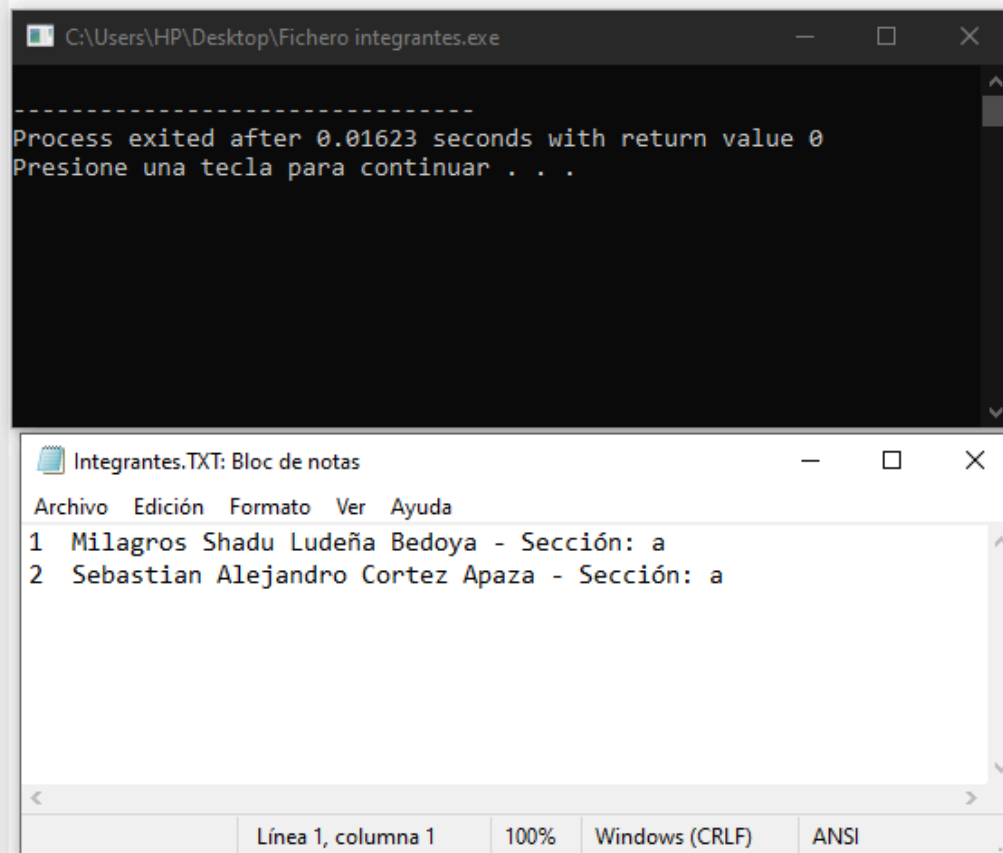 C:\Users\HP\Desktop\Fichero integrantes.exe
--------------------------------
Process exited after 0.01623 seconds with return value 0
Presione una tecla para continuar . . .
Integrantes.TXT: Bloc de notas
Archivo Edición Formato Ver Ayuda
1 Milagros Shadu Ludeña Bedoya - Sección: a
2 Sebastian Alejandro Cortez Apaza - Sección: a
Línea 1, columna 1 100% Windows (CRLF) ANSI